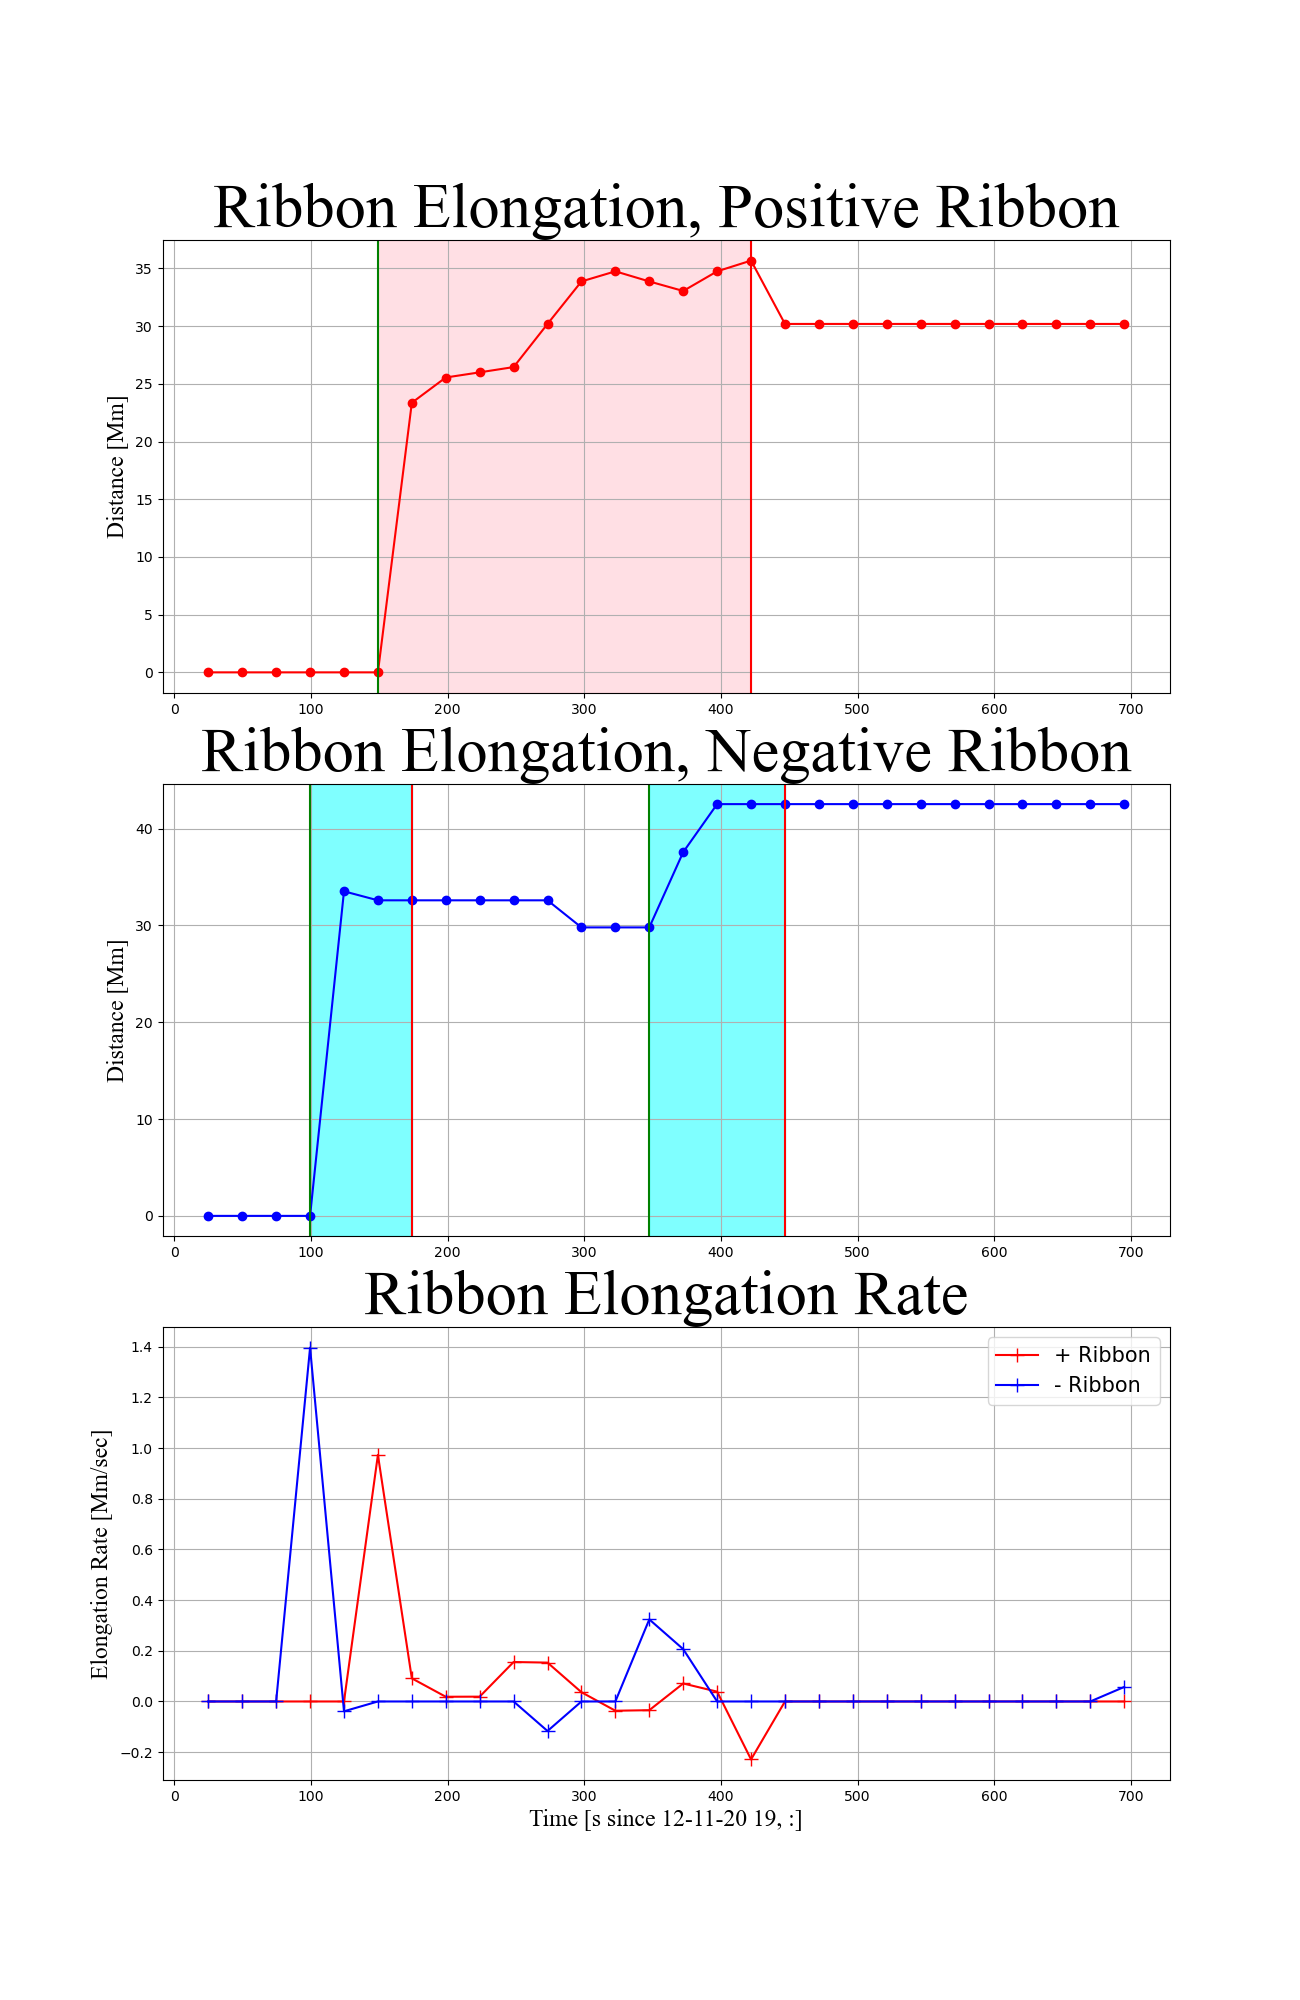 Ribbon Elongation, Positive Ribbon
35
30
25
20
15
10
5
0
Distance [Mm]
0 100 200 300 400 500 600 700
Ribbon Elongation, Negative Ribbon
40
30
20
10
0
Distance [Mm]
0 100 200 300 400 500 600 700
Ribbon Elongation Rate
1.4
1.2
1.0
0.8
0.6
0.4
0.2
0.0
−0.2
Elongation Rate [Mm/sec]
+ Ribbon
- Ribbon
0 100 200 300 400 500 600 700
Time [s since 12-11-20 19, :]